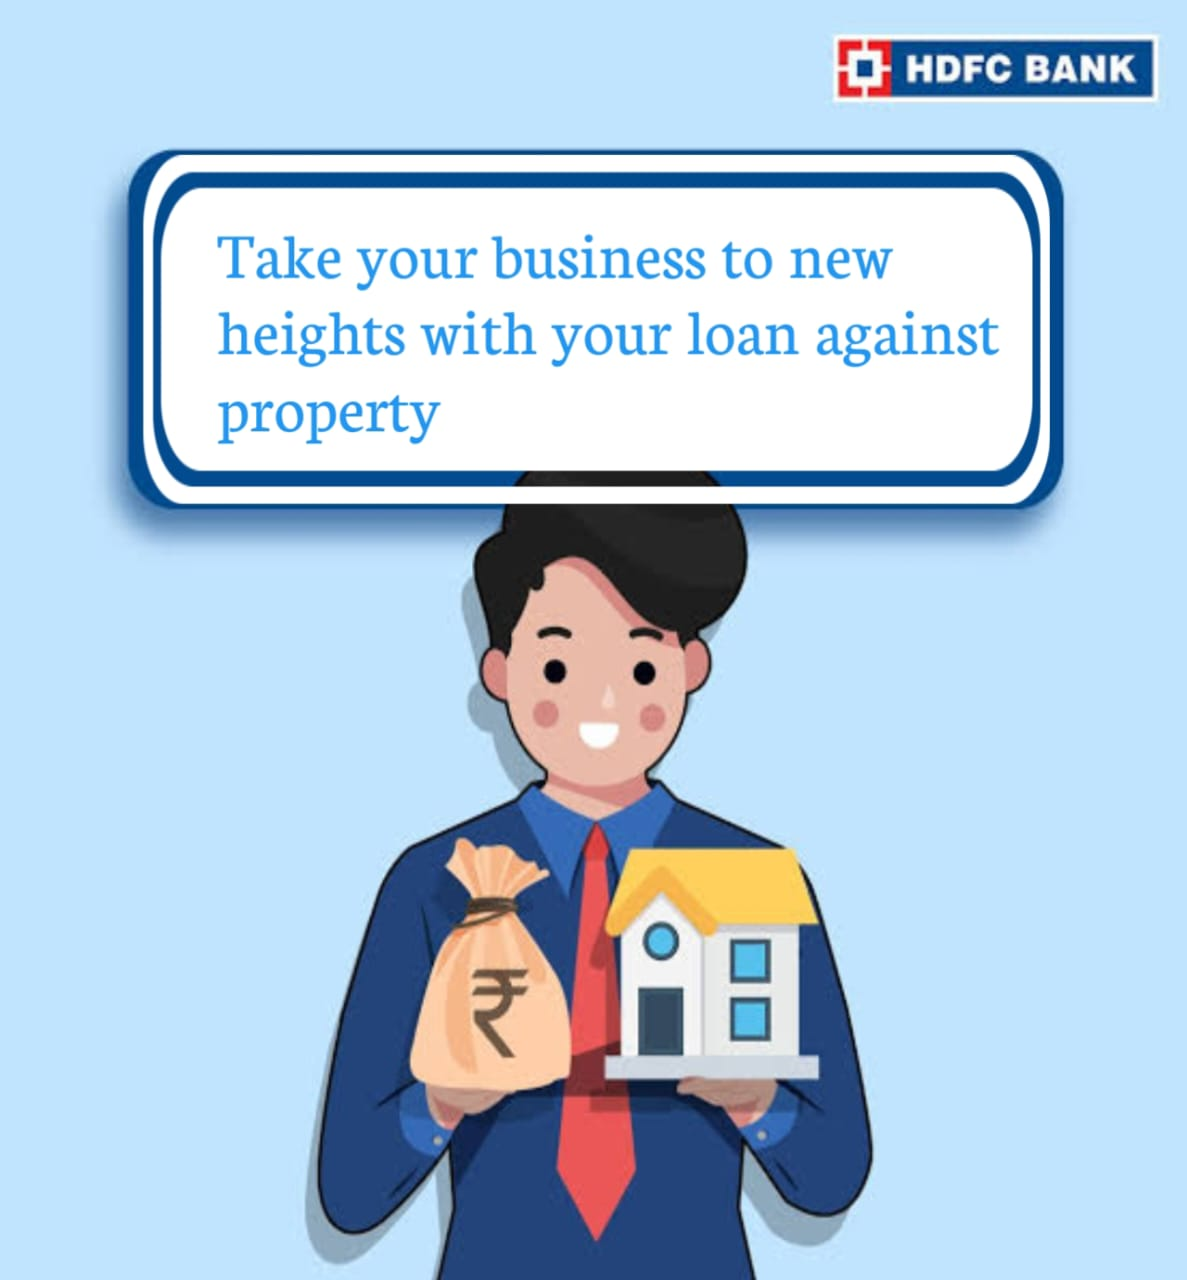 HDFC BANK
Take your business to new
heights with your loan against
property
₹